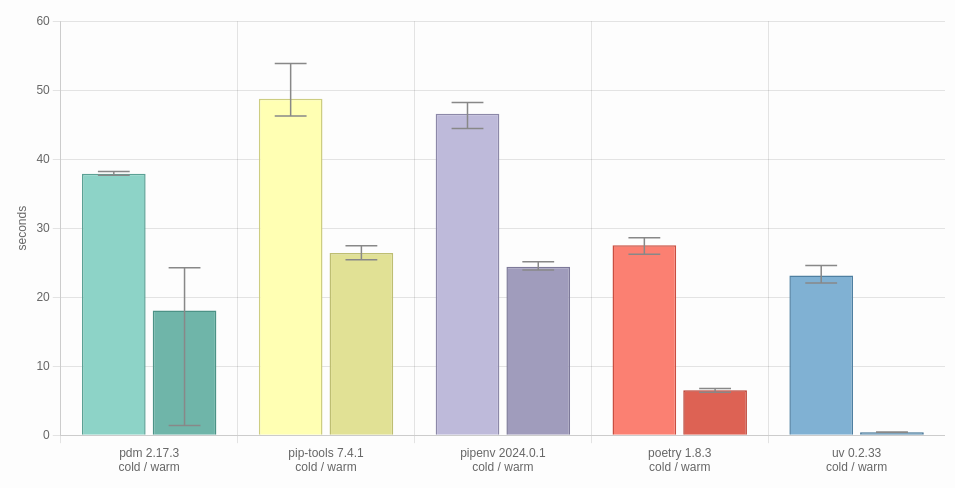 60
50
40
30
20
10
0
seconds
pdm 2.17.3
cold / warm
pip-tools 7.4.1
cold / warm
pipenv 2024.0.1
cold / warm
poetry 1.8.3
cold / warm
uv 0.2.33
cold / warm